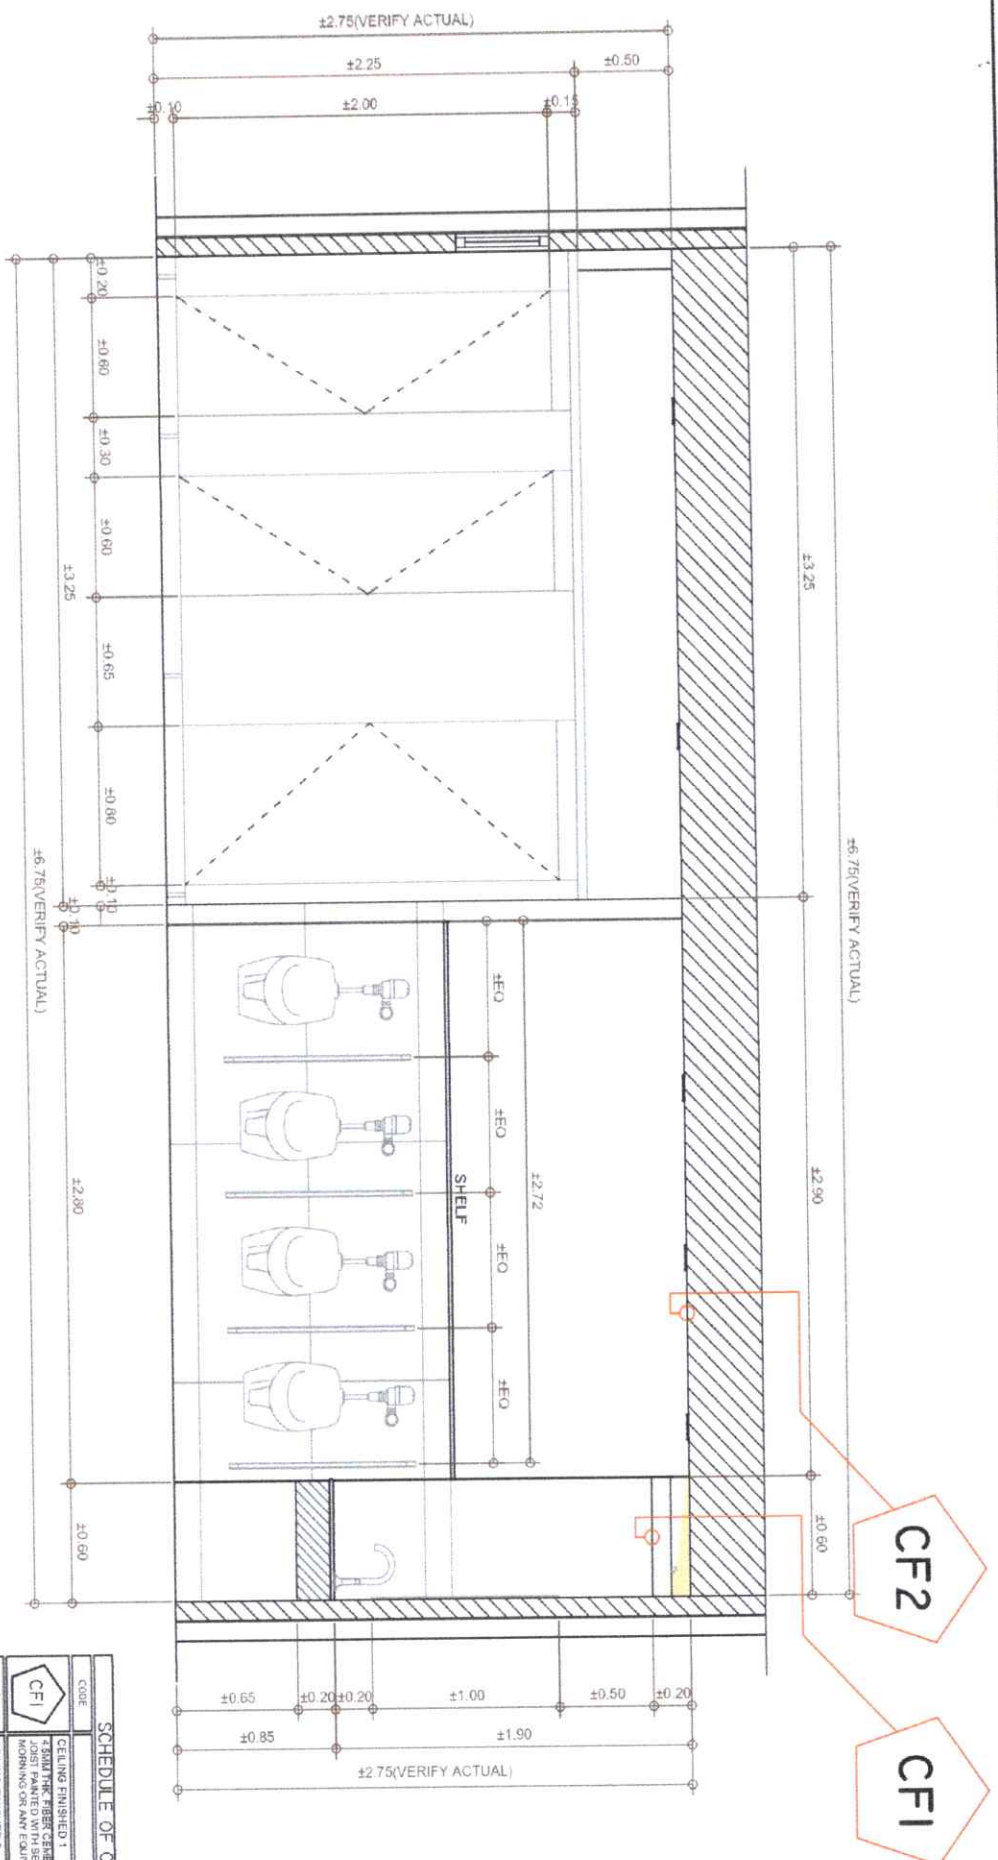 ±2.75(VERIFY ACTUAL)
±2.25
±0.50
±0.10
±2.00
±0.15
±6.75(VERIFY ACTUAL)
±3.25
±2.90
±0.60
±0.20
±0.60
±0.30
±0.60
±0.65
±0.80
±0.10
±3.25
±0.10
±2.80
±0.60
±6.75(VERIFY ACTUAL)
±2.72
±EQ
±EQ
±EQ
±EQ
SHELF
CF2
CF1
±0.65
±0.20
±0.20
±1.00
±0.50
±0.20
±0.85
±1.90
±2.75(VERIFY ACTUAL)
SCHEDULE OF C
CODE
CF1
CEILING FINISHED 1
4.5MM THK. FIBER CEME
JOIST PAINTED WITH SE
MORNING OR ANY EQUI